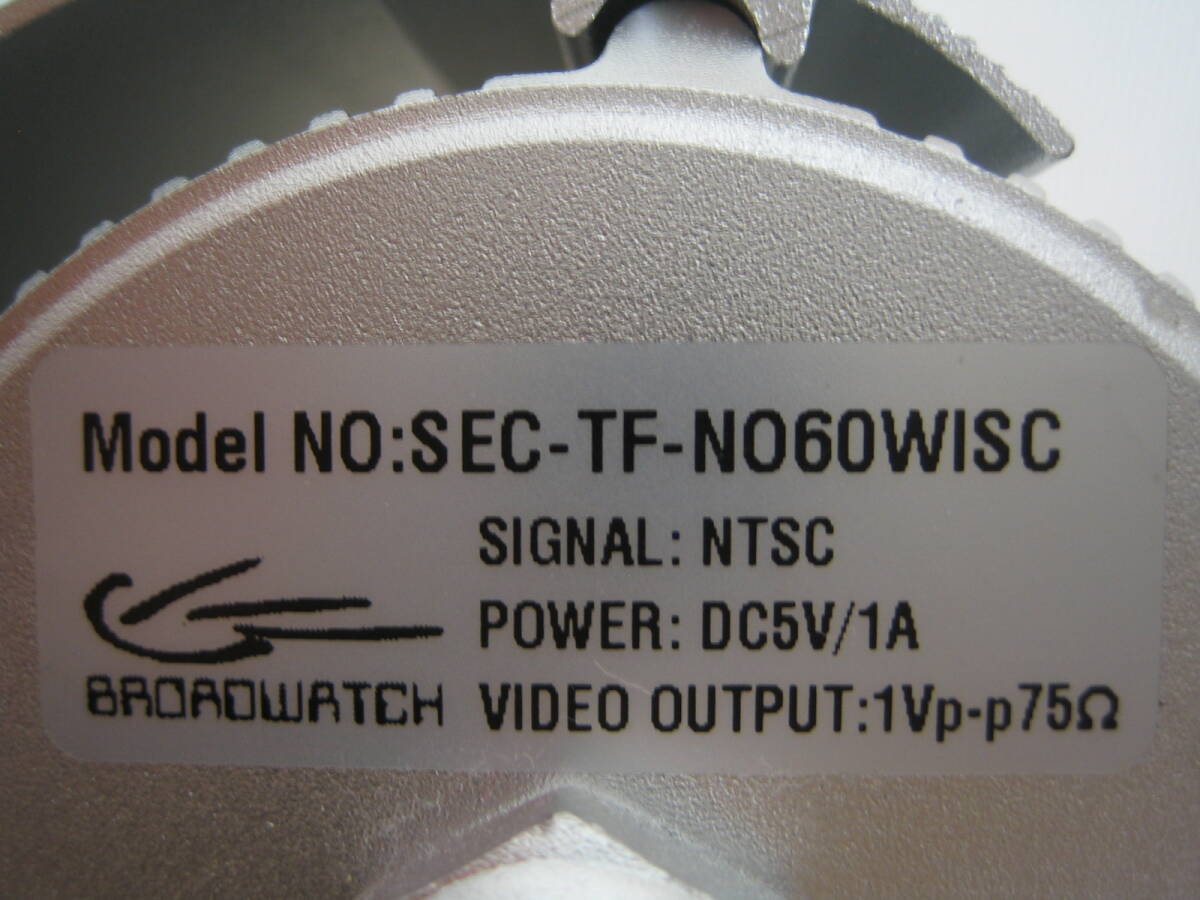 Model NO:SEC-TF-NO60WISC
SIGNAL: NTSC
POWER: DC5V/1A
BROADWATCH VIDEO OUTPUT:1Vp-p75Ω